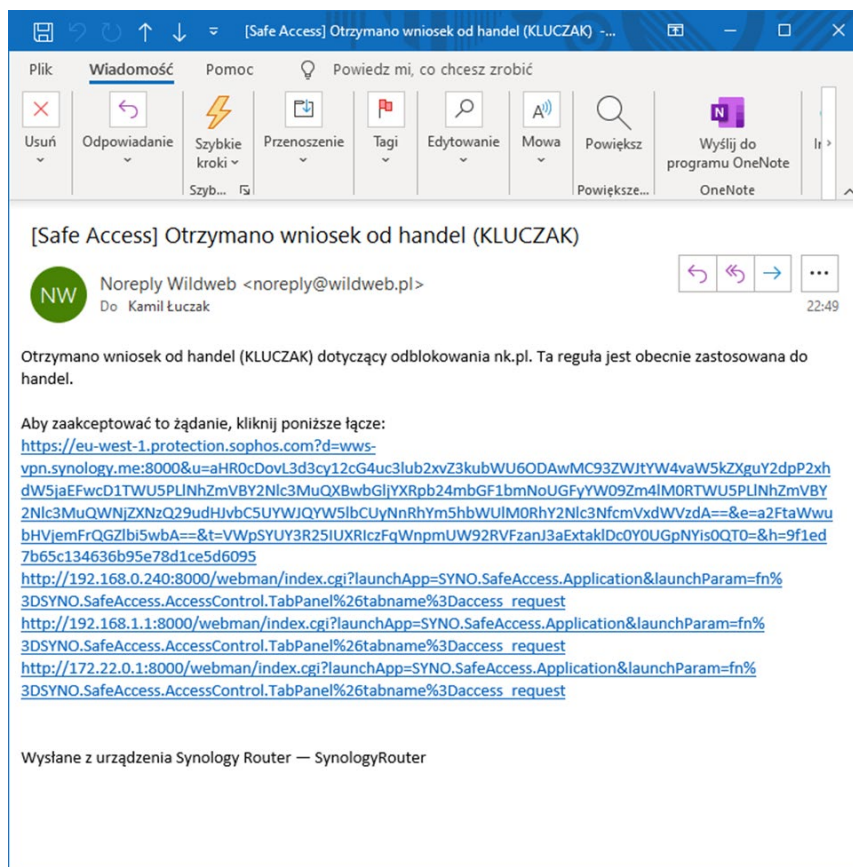 [Safe Access] Otrzymano wniosek od handel (KLUCZAK) -...
Plik Wiadomość Pomoc Powiedz mi, co chcesz zrobić
Usuń Odpowiadanie Szybkie kroki Przenoszenie Tagi Edytowanie Mowa Powiększ Wyślij do programu OneNote
Szyb... Powiększe... OneNote
[Safe Access] Otrzymano wniosek od handel (KLUCZAK)
NW
Noreply Wildweb <noreply@wildweb.pl>
Do Kamil Łuczak
22:49
Otrzymano wniosek od handel (KLUCZAK) dotyczący odblokowania nk.pl. Ta reguła jest obecnie zastosowana do
handel.
Aby zaakceptować to żądanie, kliknij poniższe łącze:
https://eu-west-1.protection.sophos.com?d=wws-
vpn.synology.me:8000&u=aHR0cDovL3d3cy12cG4uc3lub2xvZ3kubWU6ODAwMC93ZWJtYW4vaW5kZXguY2dpP2xh
dW5jaEFwcD1TWU5PLlNhZmVBY2Nlc3MuQXBwbGljYXRpb24mbGF1bmNoUGFyYW09Zm4lM0RTWU5PLlNhZmVBY
2Nlc3MuQWNjZXNzQ29udHJvbC5UYWJQYW5lbCUyNnRhYm5hbWUlM0RhY2Nlc3NfcmVxdWVzdA==&e=a2FtaWwu
bHVjemFrQGZlbi5wbA==&t=VWpSYUY3R25IUXRIczFqWnpmUW92RVFzanJ3aExtaklDc0Y0UGpNYis0QT0=&h=9f1ed
7b65c134636b95e78d1ce5d6095
http://192.168.0.240:8000/webman/index.cgi?launchApp=SYNO.SafeAccess.Application&launchParam=fn%
3DSYNO.SafeAccess.AccessControl.TabPanel%26tabname%3Daccess_request
http://192.168.1.1:8000/webman/index.cgi?launchApp=SYNO.SafeAccess.Application&launchParam=fn%
3DSYNO.SafeAccess.AccessControl.TabPanel%26tabname%3Daccess_request
http://172.22.0.1:8000/webman/index.cgi?launchApp=SYNO.SafeAccess.Application&launchParam=fn%
3DSYNO.SafeAccess.AccessControl.TabPanel%26tabname%3Daccess_request
Wysłane z urządzenia Synology Router — SynologyRouter